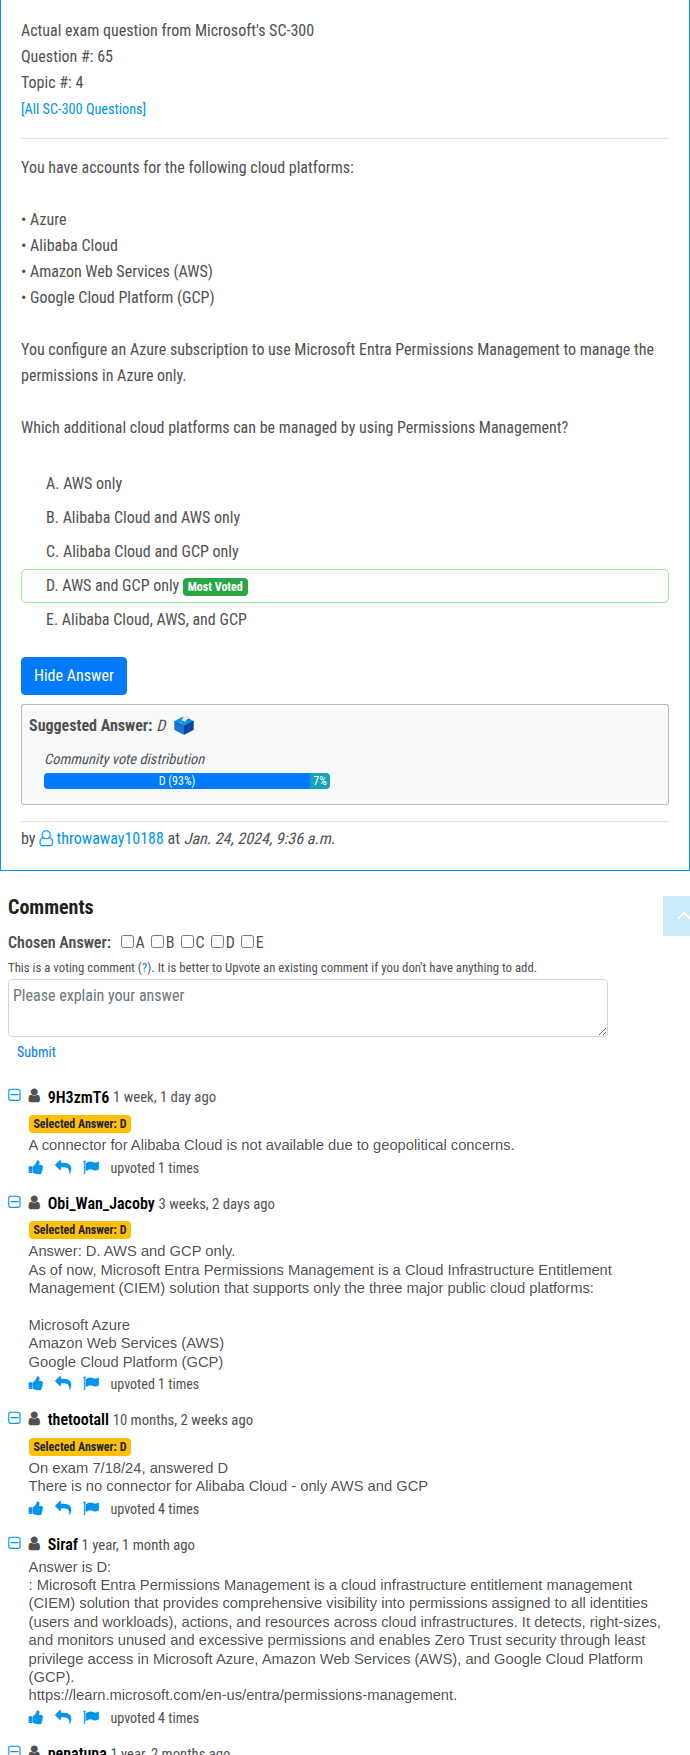 Actual exam question from Microsoft's SC-300
Question #: 65
Topic #: 4
[All SC-300 Questions]
You have accounts for the following cloud platforms:
• Azure
• Alibaba Cloud
• Amazon Web Services (AWS)
• Google Cloud Platform (GCP)
You configure an Azure subscription to use Microsoft Entra Permissions Management to manage the
permissions in Azure only.
Which additional cloud platforms can be managed by using Permissions Management?
A. AWS only
B. Alibaba Cloud and AWS only
C. Alibaba Cloud and GCP only
D. AWS and GCP only Most Voted
E. Alibaba Cloud, AWS, and GCP
Hide Answer
Suggested Answer: D
Community vote distribution
D (93%) 7%
by throwaway10188 at Jan. 24, 2024, 9:36 a.m.
Comments
Chosen Answer: A B C D E
This is a voting comment (?). It is better to Upvote an existing comment if you don't have anything to add.
Please explain your answer
Submit
9H3zmT6 1 week, 1 day ago
Selected Answer: D
A connector for Alibaba Cloud is not available due to geopolitical concerns.
upvoted 1 times
Obi_Wan_Jacoby 3 weeks, 2 days ago
Selected Answer: D
Answer: D. AWS and GCP only.
As of now, Microsoft Entra Permissions Management is a Cloud Infrastructure Entitlement
Management (CIEM) solution that supports only the three major public cloud platforms:
Microsoft Azure
Amazon Web Services (AWS)
Google Cloud Platform (GCP)
upvoted 1 times
thetootall 10 months, 2 weeks ago
Selected Answer: D
On exam 7/18/24, answered D
There is no connector for Alibaba Cloud - only AWS and GCP
upvoted 4 times
Siraf 1 year, 1 month ago
Answer is D:
: Microsoft Entra Permissions Management is a cloud infrastructure entitlement management
(CIEM) solution that provides comprehensive visibility into permissions assigned to all identities
(users and workloads), actions, and resources across cloud infrastructures. It detects, right-sizes,
and monitors unused and excessive permissions and enables Zero Trust security through least
privilege access in Microsoft Azure, Amazon Web Services (AWS), and Google Cloud Platform
(GCP).
https://learn.microsoft.com/en-us/entra/permissions-management.
upvoted 4 times
penatuna 1 year, 2 months ago